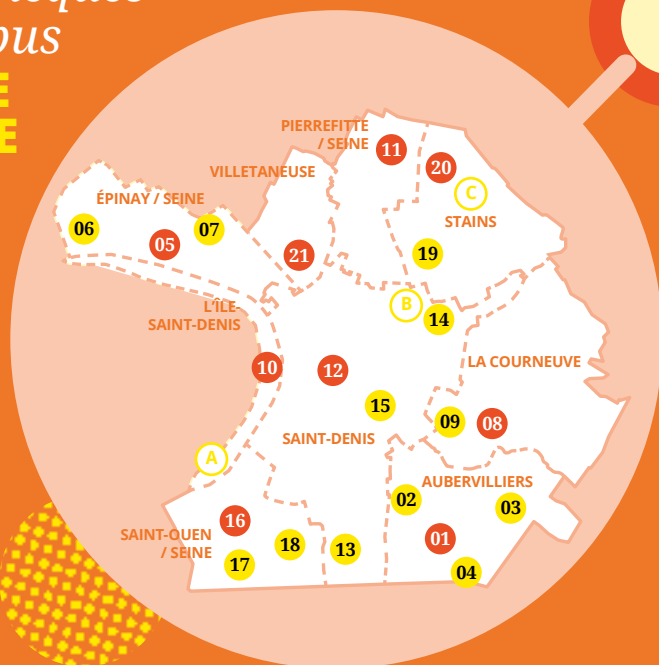 ous
E
E
PIERREFITTE
/ SEINE
11
20
VILLETANEUSE
C
ÉPINAY / SEINE
STAINS
06
07
05
19
21
L'ÎLE-
SAINT-DENIS
B
14
LA COURNEUVE
10
12
15
09
08
SAINT-DENIS
A
AUBERVILLIERS
02
03
16
SAINT-OUEN
/ SEINE
01
18
13
17
04